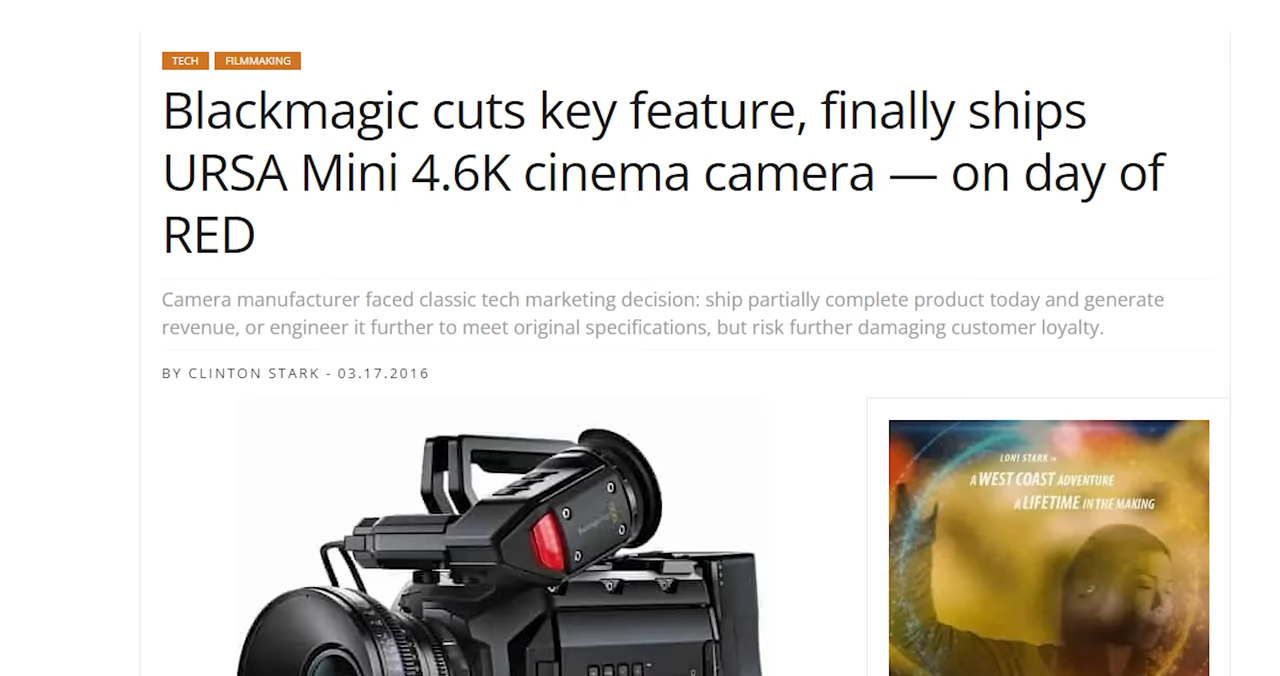 TECH FILMMAKING
Blackmagic cuts key feature, finally ships
URSA Mini 4.6K cinema camera — on day of
RED
Camera manufacturer faced classic tech marketing decision: ship partially complete product today and generate
revenue, or engineer it further to meet original specifications, but risk further damaging customer loyalty.
BY CLINTON STARK - 03.17.2016
LONI STARK in
A WEST COAST ADVENTURE
A LIFETIME IN THE MAKING